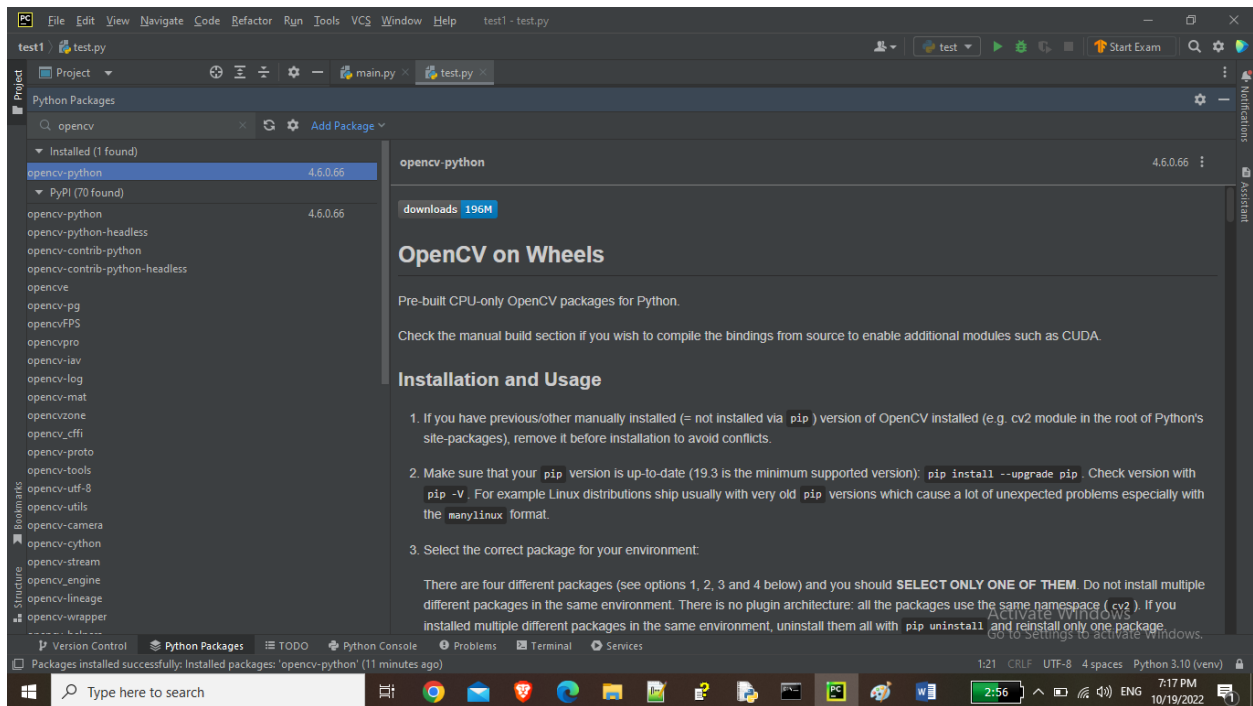 PC File Edit View Navigate Code Refactor Run Tools VCS Window Help test1 - test.py
test1 test.py test Start Exam
Project main.py test.py
Project
Python Packages
opencv Add Package
Installed (1 found)
opencv-python 4.6.0.66
PyPI (70 found)
opencv-python 4.6.0.66
opencv-python-headless
opencv-contrib-python
opencv-contrib-python-headless
opencve
opencv-pg
opencvFPS
opencvpro
opencv-iav
opencv-log
opencv-mat
opencvzone
opencv_cffi
opencv-proto
opencv-tools
opencv-utf-8
opencv-utils
opencv-camera
opencv-cython
opencv-stream
opencv_engine
opencv-lineage
opencv-wrapper
opencv-python 4.6.0.66
downloads 196M
OpenCV on Wheels
Pre-built CPU-only OpenCV packages for Python.
Check the manual build section if you wish to compile the bindings from source to enable additional modules such as CUDA.
Installation and Usage
1. If you have previous/other manually installed (= not installed via pip ) version of OpenCV installed (e.g. cv2 module in the root of Python's
site-packages), remove it before installation to avoid conflicts.
2. Make sure that your pip version is up-to-date (19.3 is the minimum supported version): pip install --upgrade pip . Check version with
pip -V . For example Linux distributions ship usually with very old pip versions which cause a lot of unexpected problems especially with
the manylinux format.
3. Select the correct package for your environment:
There are four different packages (see options 1, 2, 3 and 4 below) and you should SELECT ONLY ONE OF THEM. Do not install multiple
different packages in the same environment. There is no plugin architecture: all the packages use the same namespace ( cv2 ). If you
installed multiple different packages in the same environment, uninstall them all with pip uninstall and reinstall only one package.
Activate Windows
Go to Settings to activate Windows.
Notifications
Assistant
Bookmarks
Structure
Version Control Python Packages TODO Python Console Problems Terminal Services
Packages installed successfully: Installed packages: 'opencv-python' (11 minutes ago) 1:21 CRLF UTF-8 4 spaces Python 3.10 (venv)
Type here to search PC 2:56 ENG 7:17 PM
10/19/2022